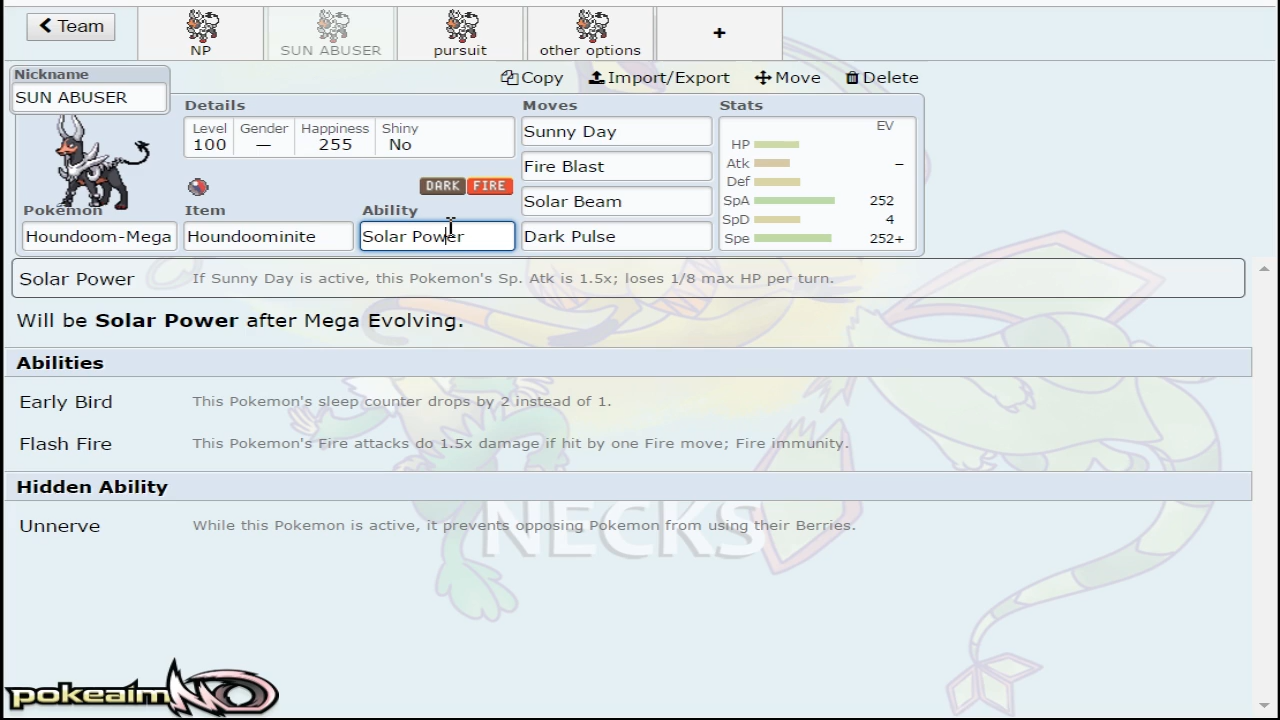 Team
NP
SUN ABUSER
pursuit
other options
+
Nickname
SUN ABUSER
Copy
Import/Export
Move
Delete
Details
Level
100
Gender
—
Happiness
255
Shiny
No
DARK
FIRE
Pokémon
Houndoom-Mega
Item
Houndoominite
Ability
Solar Power
Moves
Sunny Day
Fire Blast
Solar Beam
Dark Pulse
Stats
EV
HP
Atk –
Def
SpA 252
SpD 4
Spe 252+
Solar Power If Sunny Day is active, this Pokemon's Sp. Atk is 1.5x; loses 1/8 max HP per turn.
Will be Solar Power after Mega Evolving.
Abilities
Early Bird This Pokemon's sleep counter drops by 2 instead of 1.
Flash Fire This Pokemon's Fire attacks do 1.5x damage if hit by one Fire move; Fire immunity.
Hidden Ability
Unnerve While this Pokemon is active, it prevents opposing Pokemon from using their Berries.
NECKS
pokeaimMD